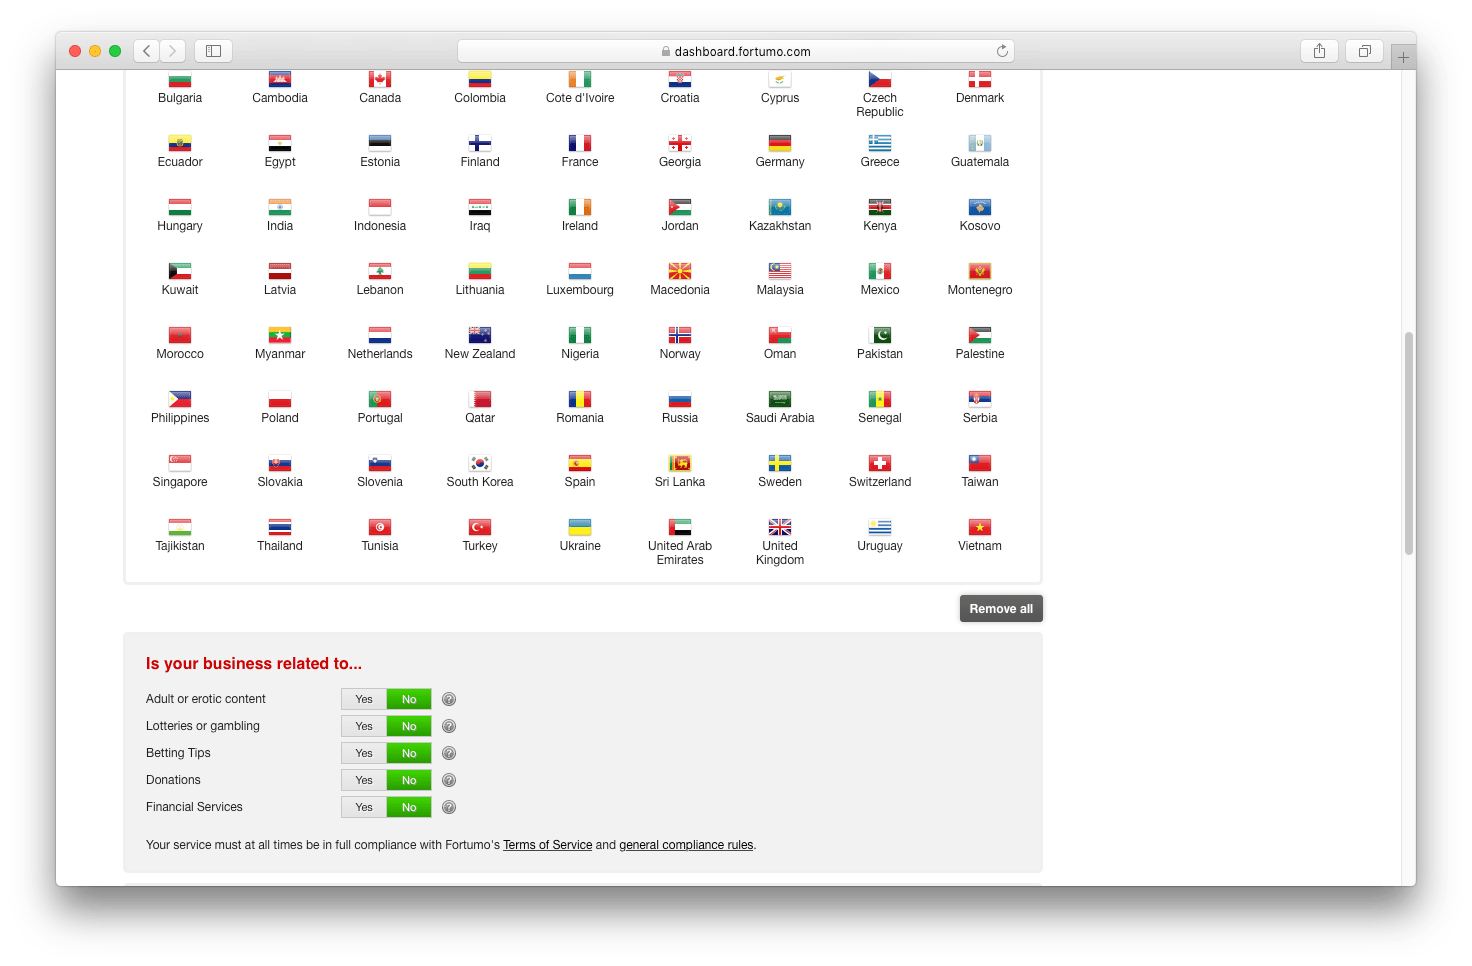 dashboard.fortumo.com
Bulgaria Cambodia Canada Colombia Cote d'Ivoire Croatia Cyprus Czech Republic Denmark
Ecuador Egypt Estonia Finland France Georgia Germany Greece Guatemala
Hungary India Indonesia Iraq Ireland Jordan Kazakhstan Kenya Kosovo
Kuwait Latvia Lebanon Lithuania Luxembourg Macedonia Malaysia Mexico Montenegro
Morocco Myanmar Netherlands New Zealand Nigeria Norway Oman Pakistan Palestine
Philippines Poland Portugal Qatar Romania Russia Saudi Arabia Senegal Serbia
Singapore Slovakia Slovenia South Korea Spain Sri Lanka Sweden Switzerland Taiwan
Tajikistan Thailand Tunisia Turkey Ukraine United Arab Emirates United Kingdom Uruguay Vietnam
Remove all
Is your business related to...
Adult or erotic content Yes No ?
Lotteries or gambling Yes No ?
Betting Tips Yes No ?
Donations Yes No ?
Financial Services Yes No ?
Your service must at all times be in full compliance with Fortumo's Terms of Service and general compliance rules.